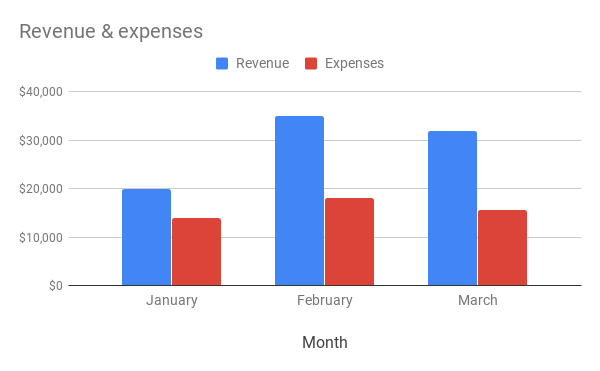 Revenue & expenses
Revenue Expenses
$40,000
$30,000
$20,000
$10,000
$0
January February March
Month